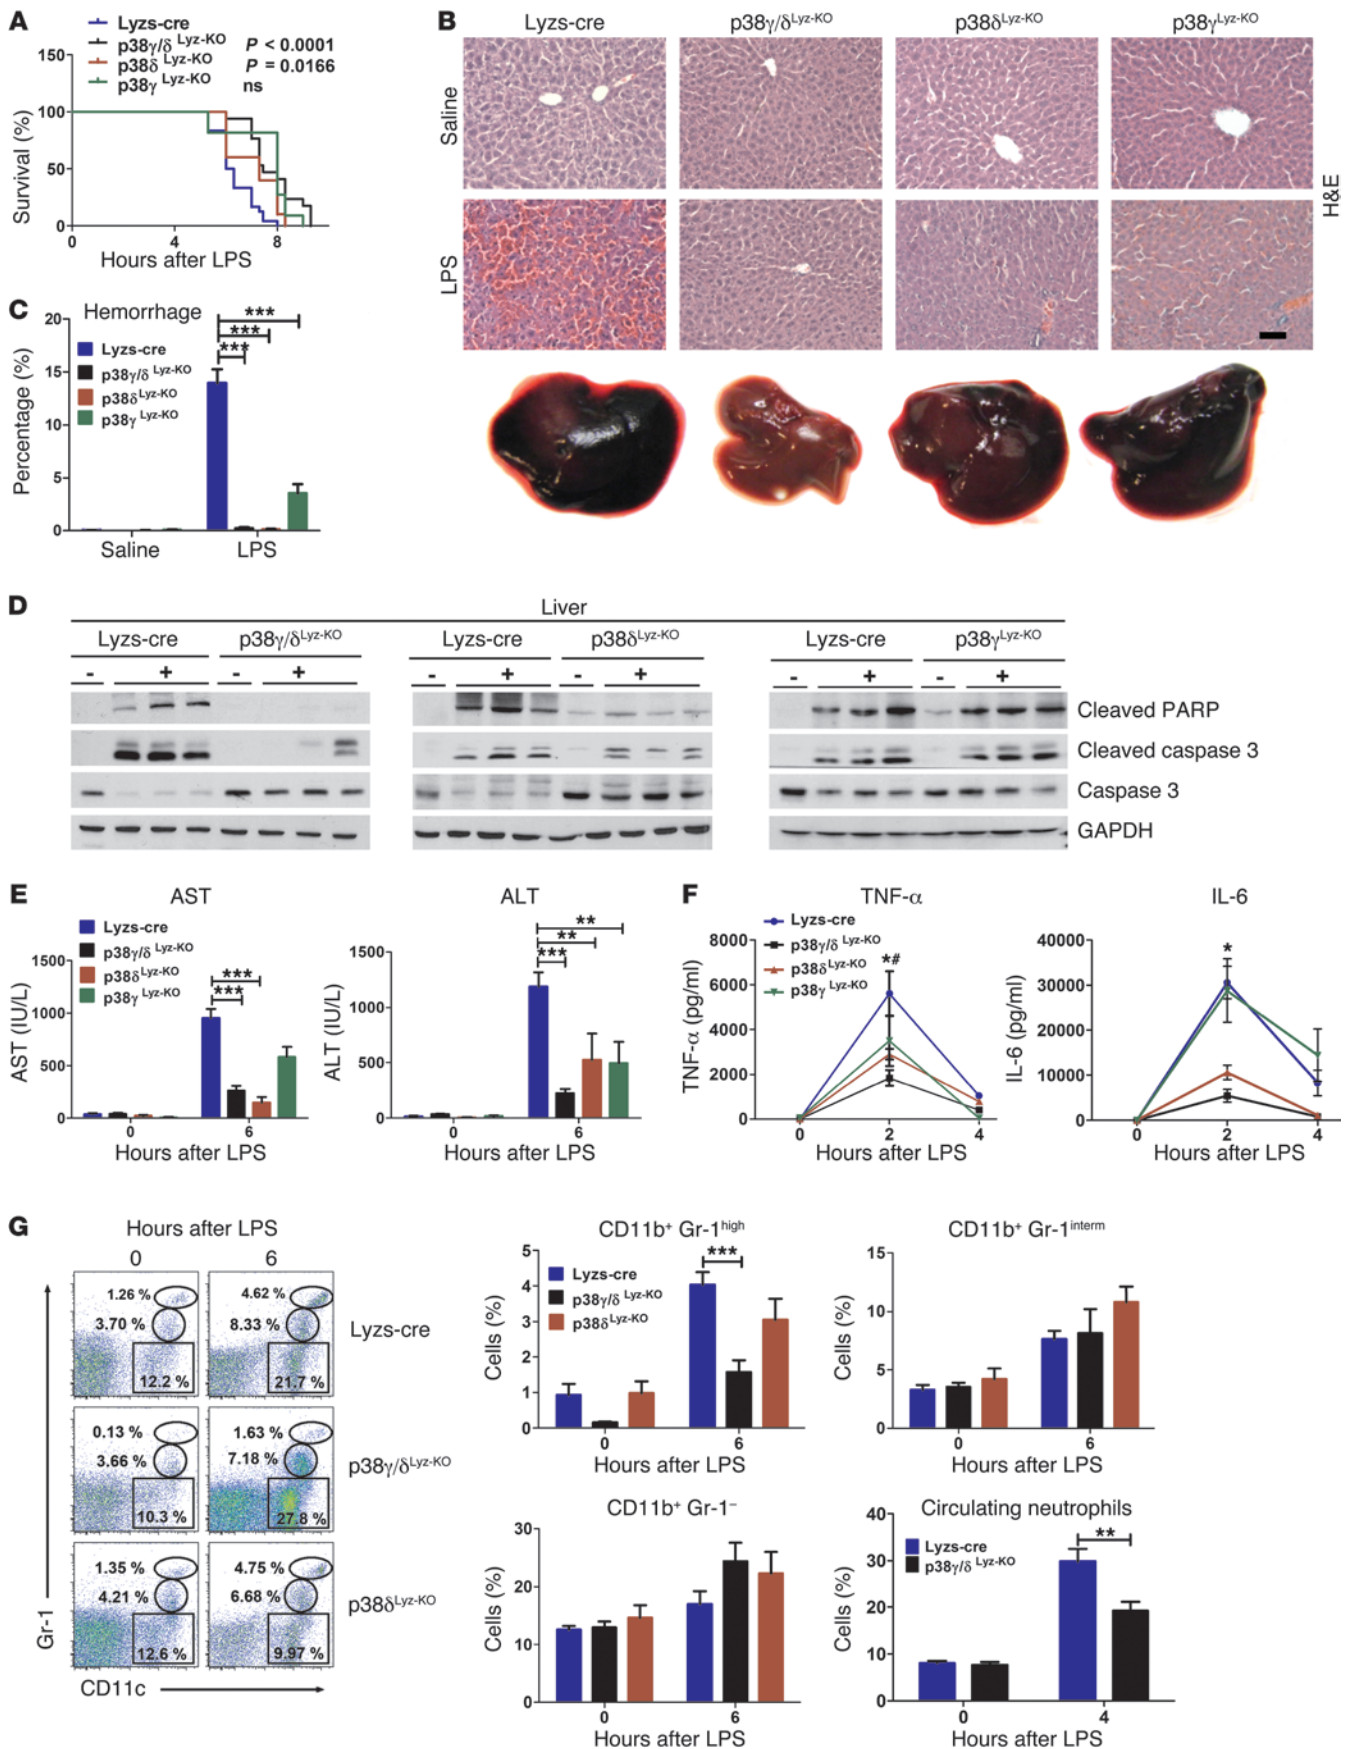 A
Lyzs-cre
p38γ/δ Lyz-KO P < 0.0001
p38δ Lyz-KO P = 0.0166
p38γ Lyz-KO ns
Survival (%)
150
100
50
0
0 4 8
Hours after LPS
B
Lyzs-cre p38γ/δLyz-KO p38δLyz-KO p38γLyz-KO
Saline
LPS
H&E
C
Hemorrhage
Lyzs-cre
p38γ/δ Lyz-KO
p38δLyz-KO
p38γ Lyz-KO
*** 
***
***
Percentage (%)
20
15
10
5
0
Saline LPS
D
Liver
Lyzs-cre p38γ/δLyz-KO Lyzs-cre p38δLyz-KO Lyzs-cre p38γLyz-KO
- + - + - + - + - + - +
Cleaved PARP
Cleaved caspase 3
Caspase 3
GAPDH
E
AST
Lyzs-cre
p38γ/δ Lyz-KO
p38δLyz-KO
p38γ Lyz-KO
***
***
AST (IU/L)
1500
1000
500
0
0 6
Hours after LPS
ALT
**
**
***
ALT (IU/L)
1500
1000
500
0
0 6
Hours after LPS
F
TNF-α
Lyzs-cre
p38γ/δ Lyz-KO
p38δLyz-KO
p38γ Lyz-KO
*#
TNF-α (pg/ml)
8000
6000
4000
2000
0
0 2 4
Hours after LPS
IL-6
*
IL-6 (pg/ml)
40000
30000
20000
10000
0
0 2 4
Hours after LPS
G
Hours after LPS
0 6
1.26 % 4.62 %
3.70 % 8.33 %
12.2 % 21.7 %
Lyzs-cre
0.13 % 1.63 %
3.66 % 7.18 %
10.3 % 27.8 %
p38γ/δLyz-KO
1.35 % 4.75 %
4.21 % 6.68 %
12.6 % 9.97 %
p38δLyz-KO
Gr-1
CD11c
CD11b+ Gr-1high
Lyzs-cre
p38γ/δ Lyz-KO
p38δLyz-KO
***
Cells (%)
5
4
3
2
1
0
0 6
Hours after LPS
CD11b+ Gr-1interm
Cells (%)
15
10
5
0
0 6
Hours after LPS
CD11b+ Gr-1–
Cells (%)
30
20
10
0
0 6
Hours after LPS
Circulating neutrophils
Lyzs-cre
p38γ/δ Lyz-KO
**
Cells (%)
40
30
20
10
0
0 4
Hours after LPS